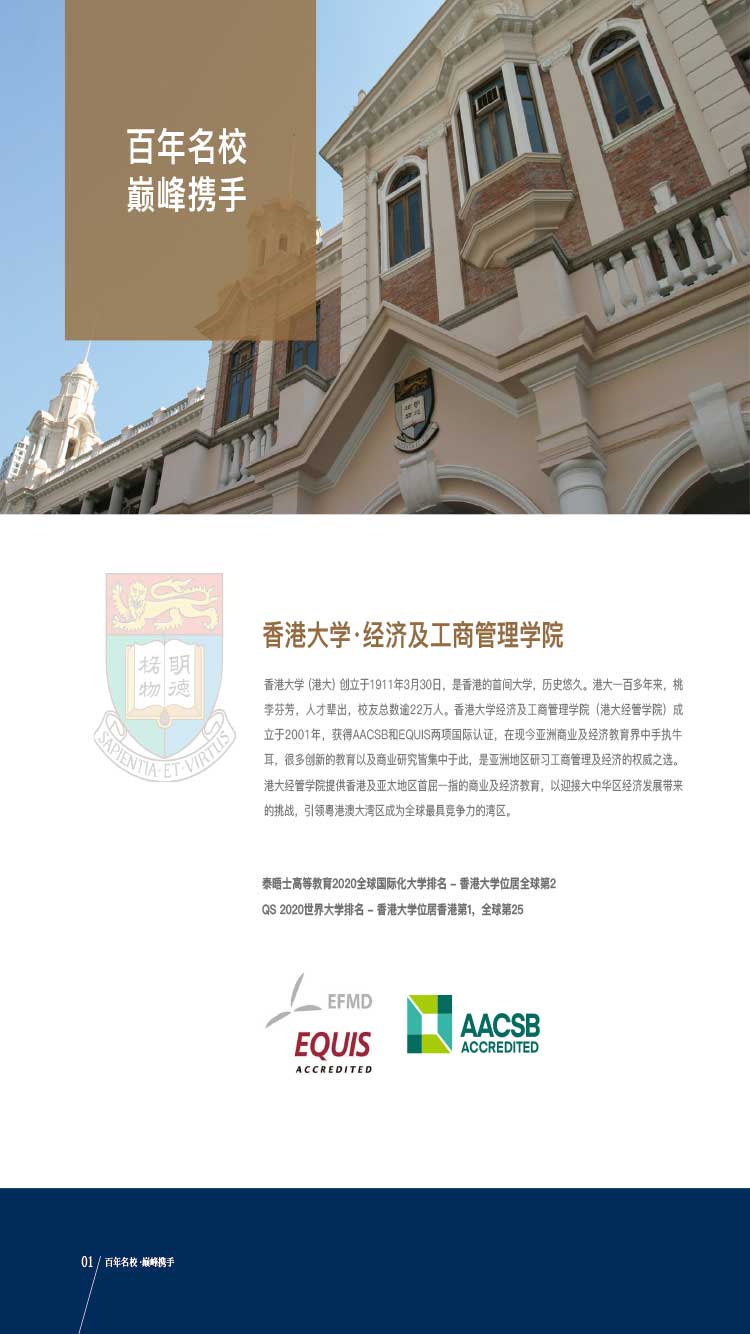 百年名校
巅峰携手
明德
格物
明德
格物
SAPIENTIA·ET·VIRTUS
香港大学·经济及工商管理学院
香港大学 (港大) 创立于1911年3月30日，是香港的首间大学，历史悠久。港大一百多年来，桃
李芬芳，人才辈出，校友总数逾22万人。香港大学经济及工商管理学院（港大经管学院）成
立于2001年，获得AACSB和EQUIS两项国际认证，在现今亚洲商业及经济教育界中手执牛
耳，很多创新的教育以及商业研究皆集中于此，是亚洲地区研习工商管理及经济的权威之选。
港大经管学院提供香港及亚太地区首屈一指的商业及经济教育，以迎接大中华区经济发展带来
的挑战，引领粤港澳大湾区成为全球最具竞争力的湾区。
泰晤士高等教育2020全球国际化大学排名 – 香港大学位居全球第2
QS 2020世界大学排名 – 香港大学位居香港第1，全球第25
EFMD
EQUIS
ACCREDITED
AACSB
ACCREDITED
01 / 百年名校·巅峰携手